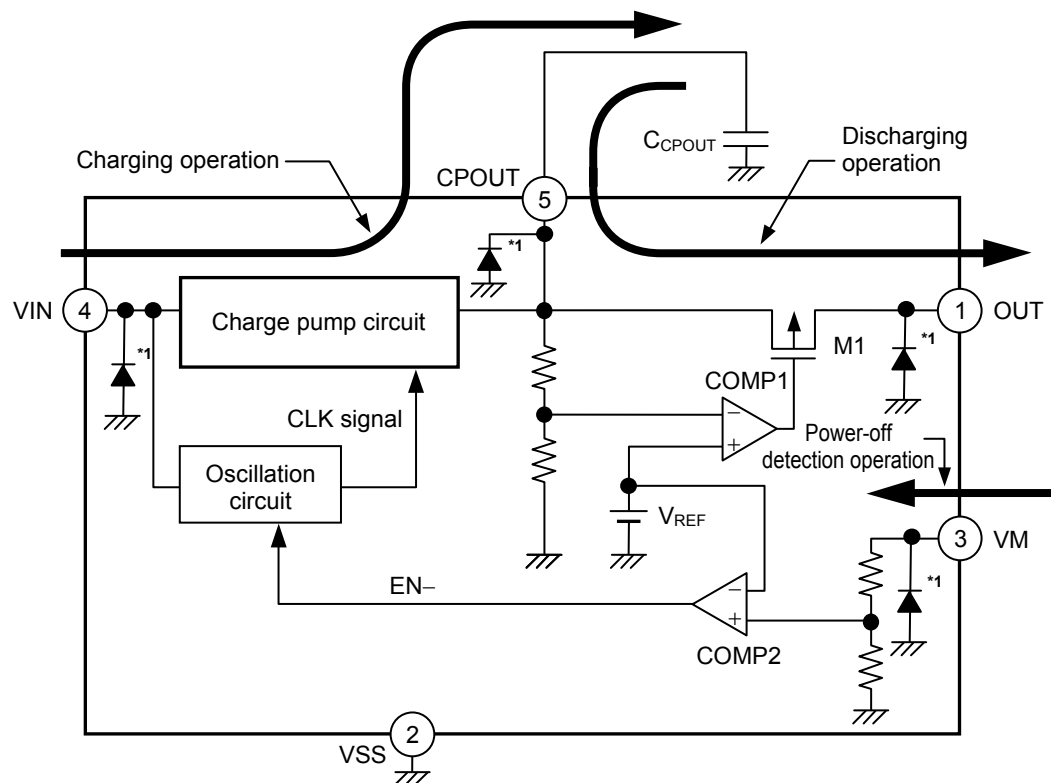 Charging operation
CPOUT
5
C_CPOUT
Discharging
operation
*1
VIN
4
Charge pump circuit
1
OUT
*1
M1
*1
COMP1
CLK signal
−
+
Power-off
detection operation
Oscillation
circuit
V_REF
3
VM
EN−
−
+
*1
COMP2
2
VSS